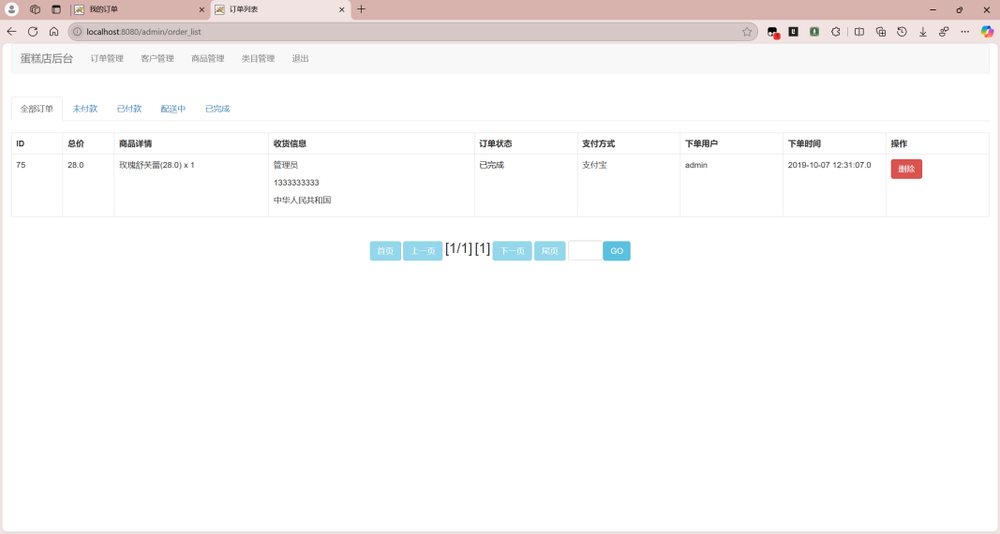 我的订单
订单列表
localhost:8080/admin/order_list
蛋糕店后台 订单管理 客户管理 商品管理 类目管理 退出
全部订单 未付款 已付款 配送中 已完成
ID 总价 商品详情 收货信息 订单状态 支付方式 下单用户 下单时间 操作
75 28.0 玫瑰舒芙蕾(28.0) x 1 管理员 已完成 支付宝 admin 2019-10-07 12:31:07.0 删除
1333333333
中华人民共和国
首页 上一页 [1/1] [1] 下一页 尾页 GO